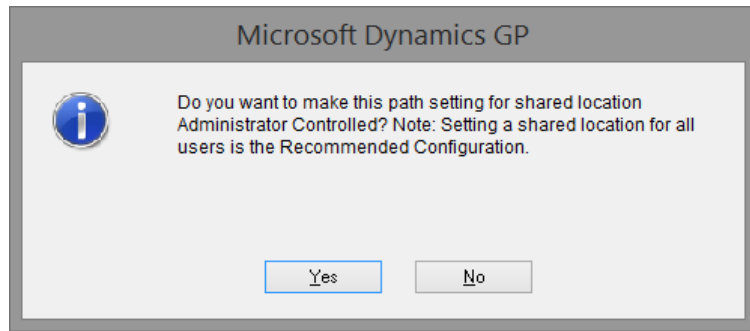 Microsoft Dynamics GP
Do you want to make this path setting for shared location
Administrator Controlled? Note: Setting a shared location for all
users is the Recommended Configuration.
Yes
No